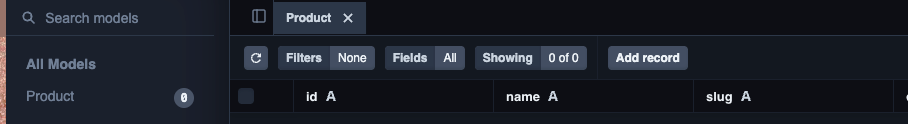 Search models
Product
Filters None Fields All Showing 0 of 0 Add record
All Models
Product 0
id A name A slug A